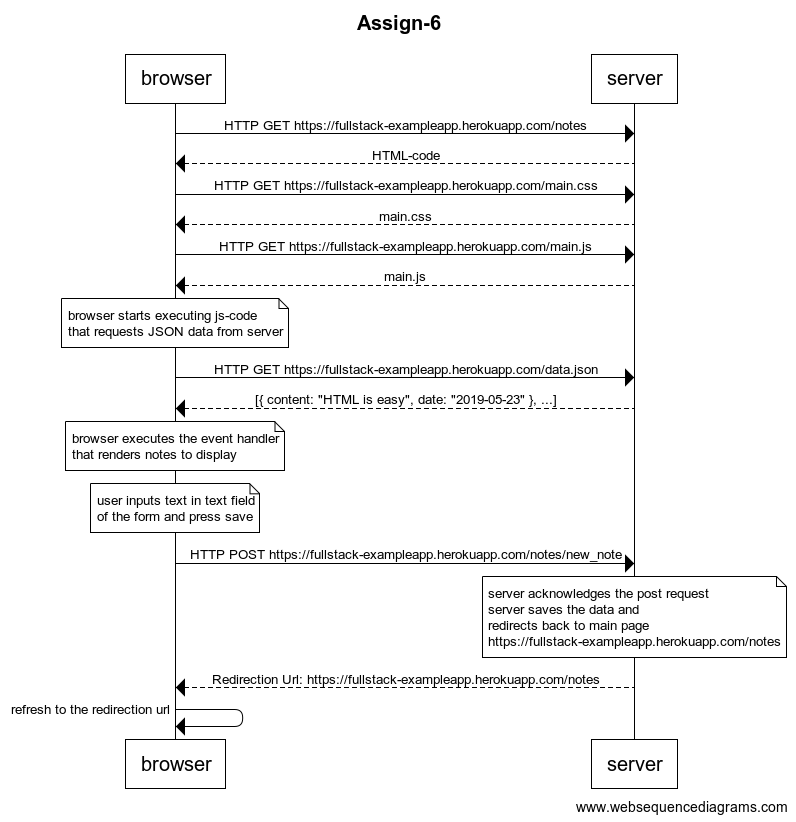 Assign-6
browser
server
HTTP GET https://fullstack-exampleapp.herokuapp.com/notes
HTML-code
HTTP GET https://fullstack-exampleapp.herokuapp.com/main.css
main.css
HTTP GET https://fullstack-exampleapp.herokuapp.com/main.js
main.js
browser starts executing js-code
that requests JSON data from server
HTTP GET https://fullstack-exampleapp.herokuapp.com/data.json
[{ content: "HTML is easy", date: "2019-05-23" }, ...]
browser executes the event handler
that renders notes to display
user inputs text in text field
of the form and press save
HTTP POST https://fullstack-exampleapp.herokuapp.com/notes/new_note
server acknowledges the post request
server saves the data and
redirects back to main page
https://fullstack-exampleapp.herokuapp.com/notes
Redirection Url: https://fullstack-exampleapp.herokuapp.com/notes
refresh to the redirection url
browser
server
www.websequencediagrams.com